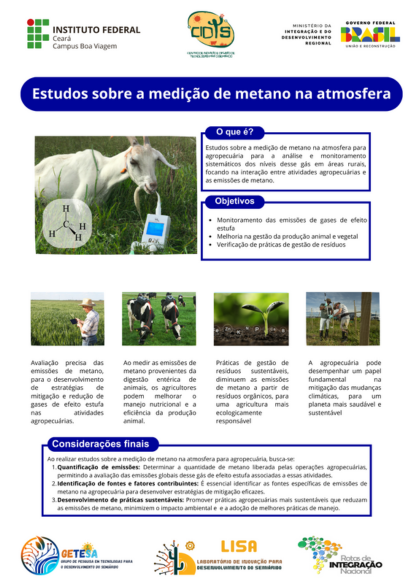 INSTITUTO FEDERAL
Ceará
Campus Boa Viagem
CIDTS
MINISTÉRIO DA
INTEGRAÇÃO E DO
DESENVOLVIMENTO
REGIONAL
GOVERNO FEDERAL
BRASIL
UNIÃO E RECONSTRUÇÃO
Estudos sobre a medição de metano na atmosfera
O que é?
Estudos sobre a medição de metano na atmosfera para
agropecuária para a análise e monitoramento
sistemáticos dos níveis desse gás em áreas rurais,
focando na interação entre atividades agropecuárias e
as emissões de metano.
Objetivos
• Monitoramento das emissões de gases de efeito
estufa
• Melhoria na gestão da produção animal e vegetal
• Verificação de práticas de gestão de resíduos
H
C
H
H
H
Avaliação precisa das
emissões de metano,
para o desenvolvimento
de estratégias de
mitigação e redução de
gases de efeito estufa
nas atividades
agropecuárias.
Ao medir as emissões de
metano provenientes da
digestão entérica de
animais, os agricultores
podem melhorar o
manejo nutricional e a
eficiência da produção
animal.
Práticas de gestão de
resíduos sustentáveis,
diminuem as emissões
de metano a partir de
resíduos orgânicos, para
uma agricultura mais
ecologicamente
responsável
A agropecuária pode
desempenhar um papel
fundamental na
mitigação das mudanças
climáticas, para um
planeta mais saudável e
sustentável
Considerações finais
Ao realizar estudos sobre a medição de metano na atmosfera para agropecuária, busca-se:
1. Quantificação de emissões: Determinar a quantidade de metano liberada pelas operações agropecuárias,
permitindo a avaliação das emissões globais desse gás de efeito estufa associadas a essas atividades.
2. Identificação de fontes e fatores contribuintes: É essencial identificar as fontes específicas de emissões de
metano na agropecuária para desenvolver estratégias de mitigação eficazes.
3. Desenvolvimento de práticas sustentáveis: Promover práticas agropecuárias mais sustentáveis que reduzam
as emissões de metano, minimizem o impacto ambiental e e a adoção de melhores práticas de manejo.
GETESA
GRUPO DE PESQUISA EM TECNOLOGIAS PARA
O DESENVOLVIMENTO DO SEMIÁRIDO
LISA
LABORATÓRIO DE INOVAÇÃO PARA
DESENVOLVIMENTO DO SEMIÁRIDO
Rotas de
INTEGRAÇÃO
Nacional